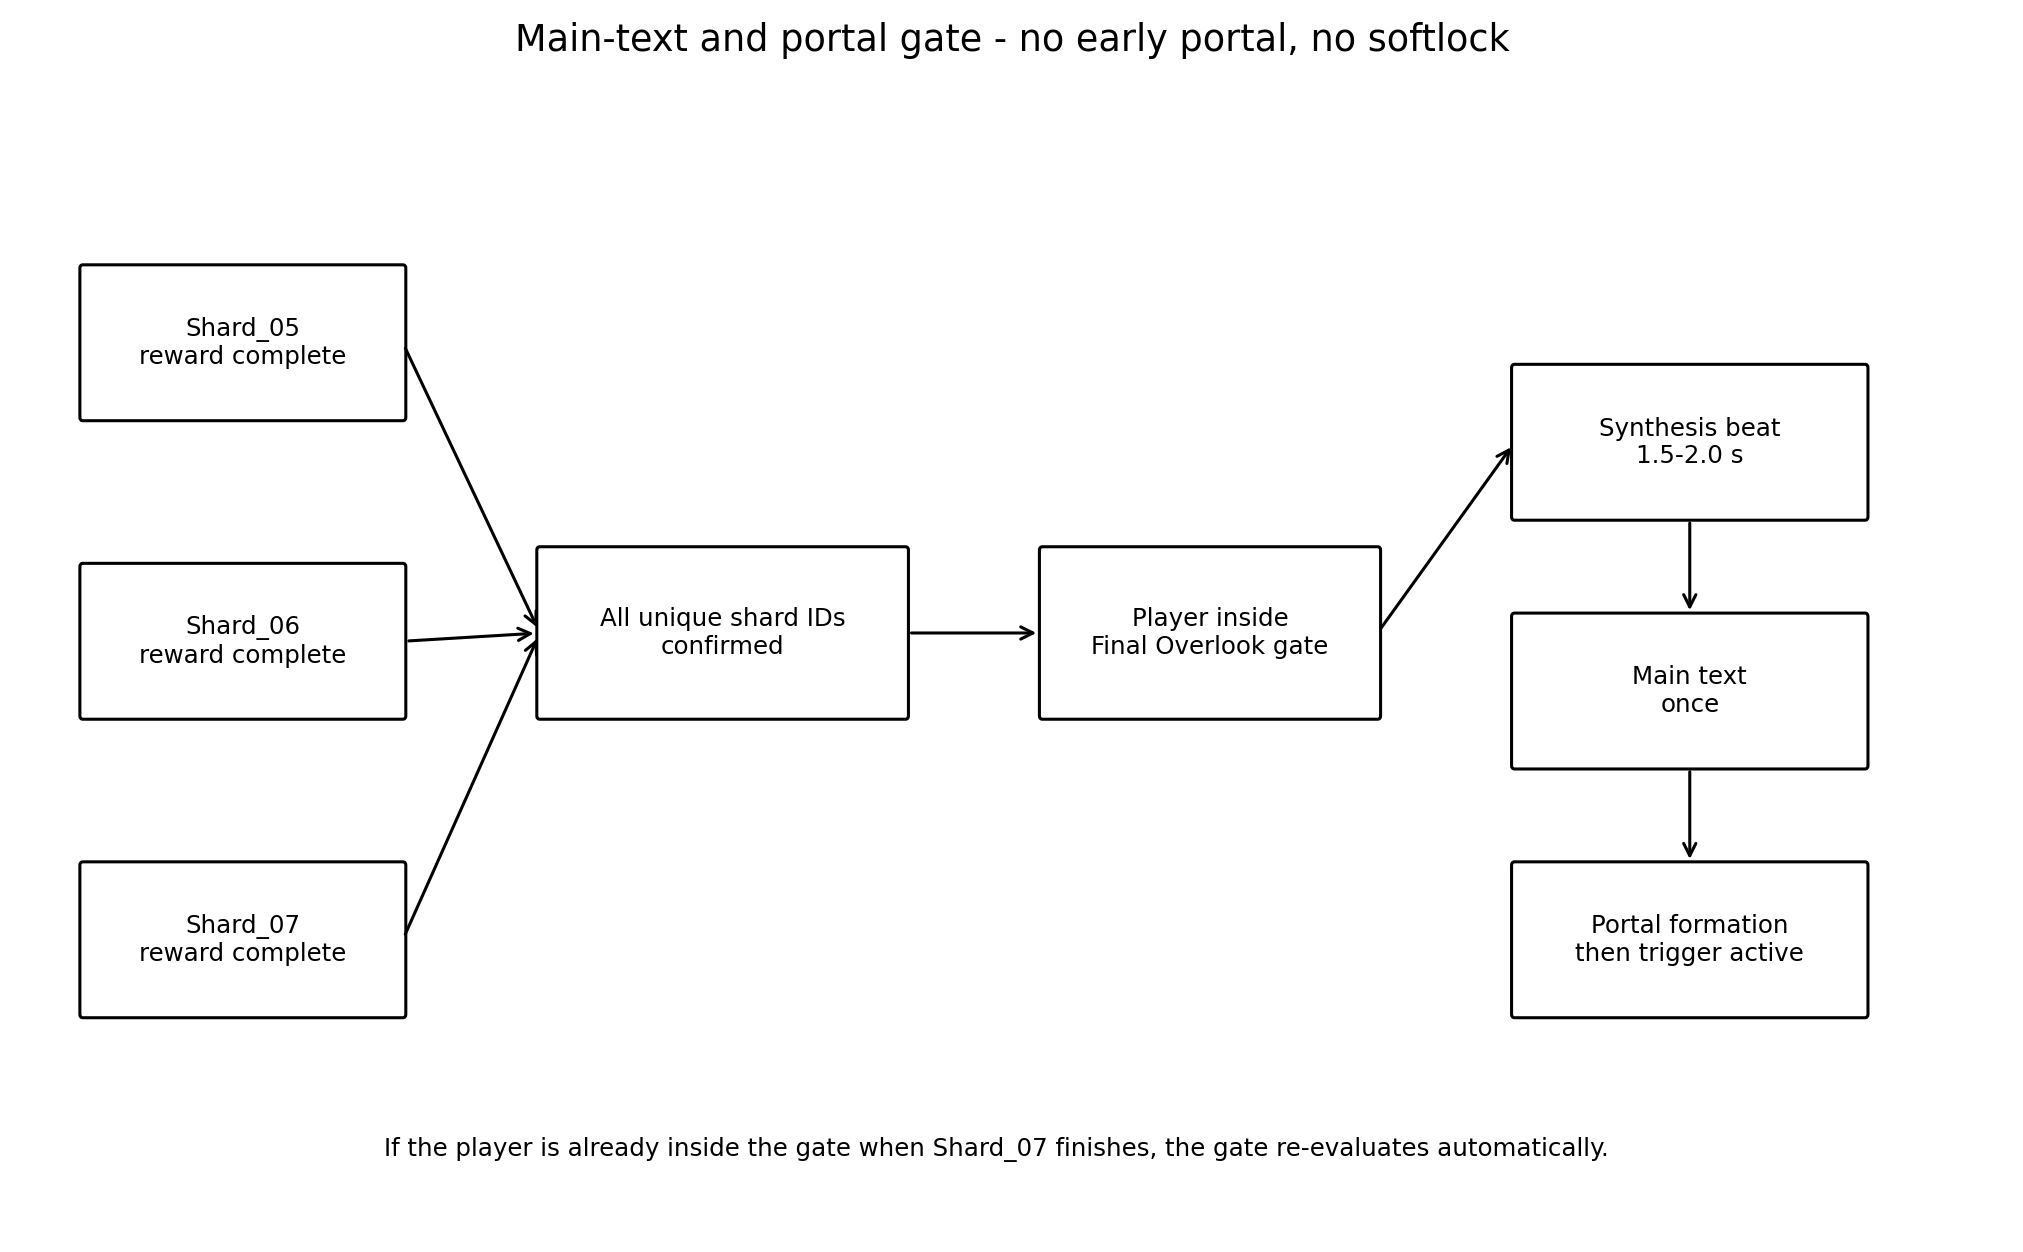 Main-text and portal gate - no early portal, no softlock
Shard_05
reward complete
Shard_06
reward complete
Shard_07
reward complete
All unique shard IDs
confirmed
Player inside
Final Overlook gate
Synthesis beat
1.5-2.0 s
Main text
once
Portal formation
then trigger active
If the player is already inside the gate when Shard_07 finishes, the gate re-evaluates automatically.